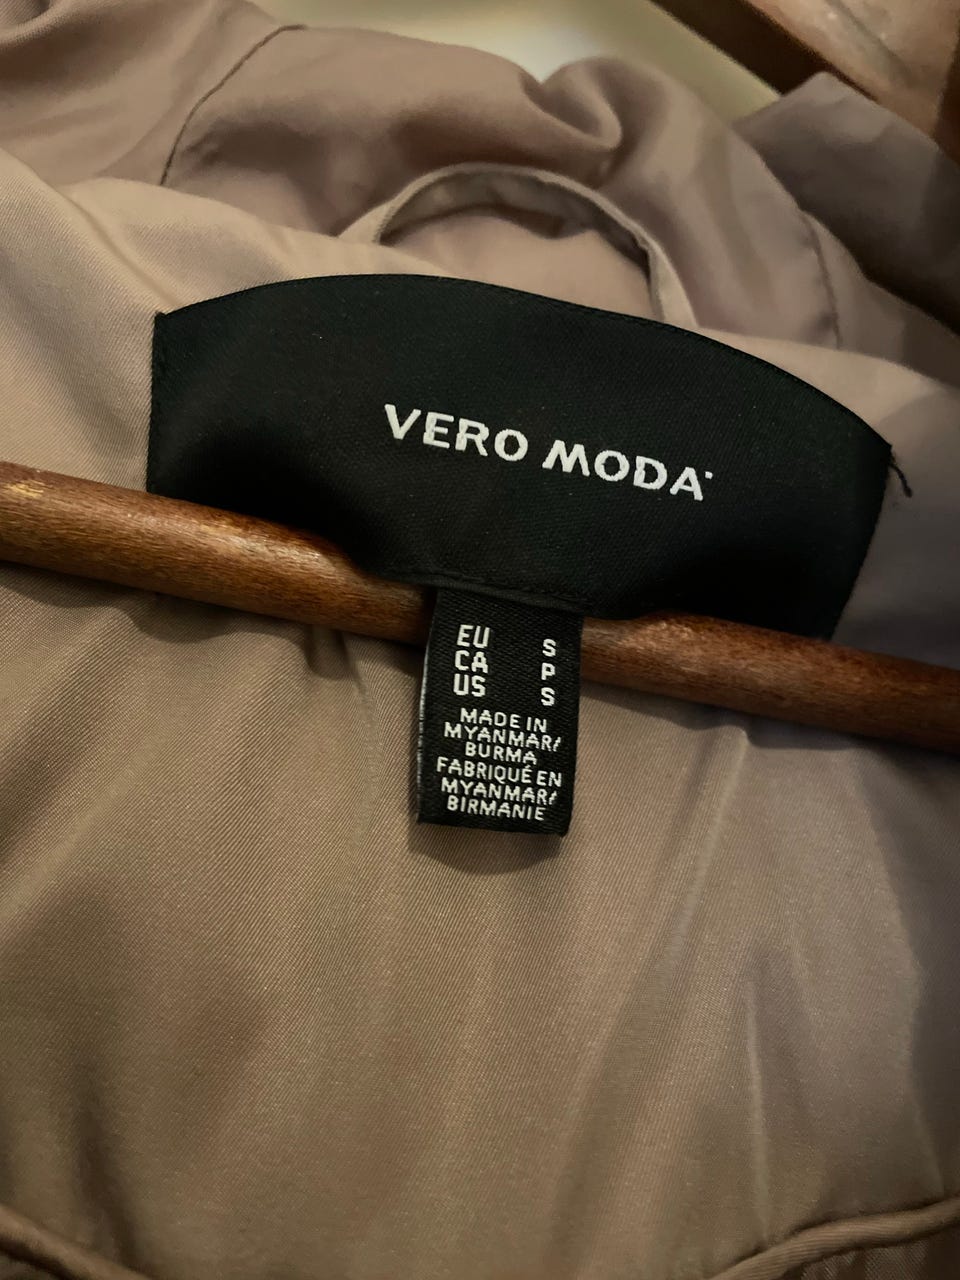 VERO MODA
EU S
CA P
US S
MADE IN
MYANMAR/
BURMA
FABRIQUÉ EN
MYANMAR/
BIRMANIE